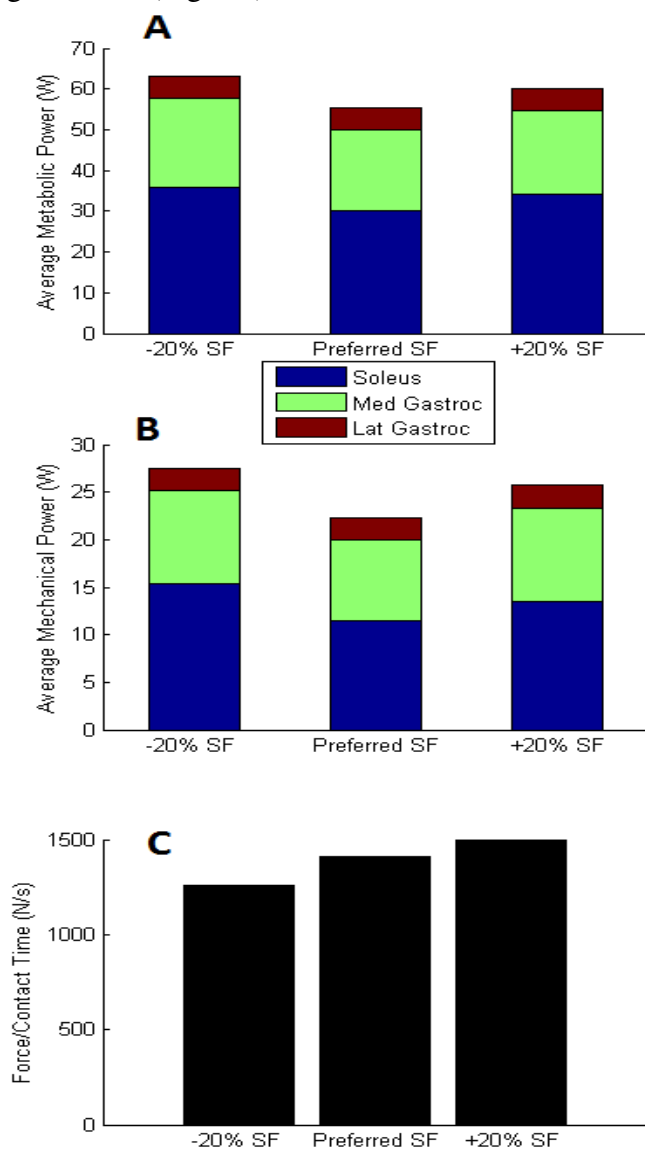 A
70
60
50
40
30
20
10
0
Average Metabolic Power (W)
-20% SF Preferred SF +20% SF
Soleus
Med Gastroc
Lat Gastroc
B
30
25
20
15
10
5
0
Average Mechanical Power (W)
-20% SF Preferred SF +20% SF
C
1500
1000
500
0
Force/Contact Time (N/s)
-20% SF Preferred SF +20% SF